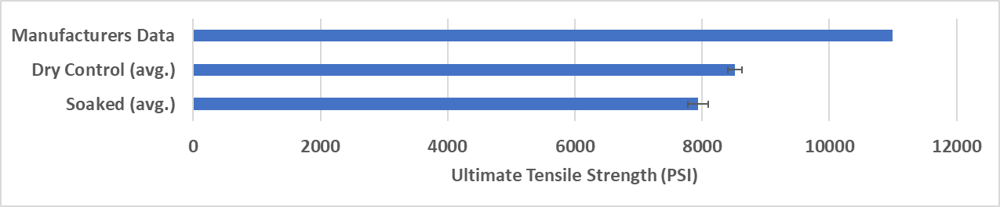 Manufacturers Data
Dry Control (avg.)
Soaked (avg.)
0 2000 4000 6000 8000 10000 12000
Ultimate Tensile Strength (PSI)